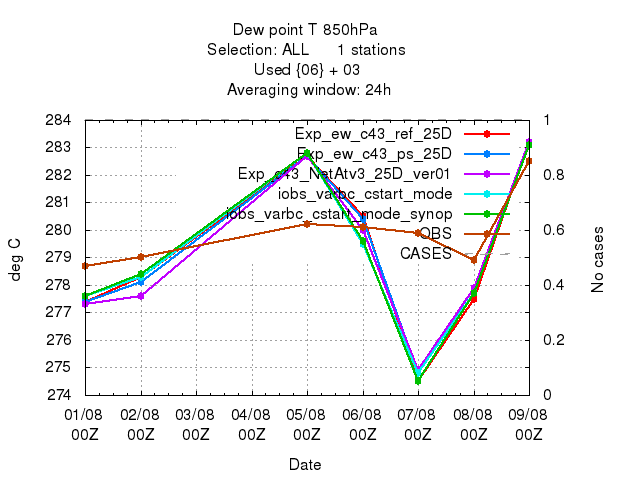 Dew point T 850hPa
Selection: ALL 1 stations
Used {06} + 03
Averaging window: 24h
Exp_ew_c43_ref_25D
Exp_ew_c43_ps_25D
Exp_c43_NetAtv3_25D_ver01
iobs_varbc_cstart_mode
iobs_varbc_cstart_mode_synop
OBS
CASES
284
283
282
281
280
279
278
277
276
275
274
deg C
1
0.8
0.6
0.4
0.2
0
No cases
01/08 02/08 03/08 04/08 05/08 06/08 07/08 08/08 09/08
00Z 00Z 00Z 00Z 00Z 00Z 00Z 00Z 00Z
Date